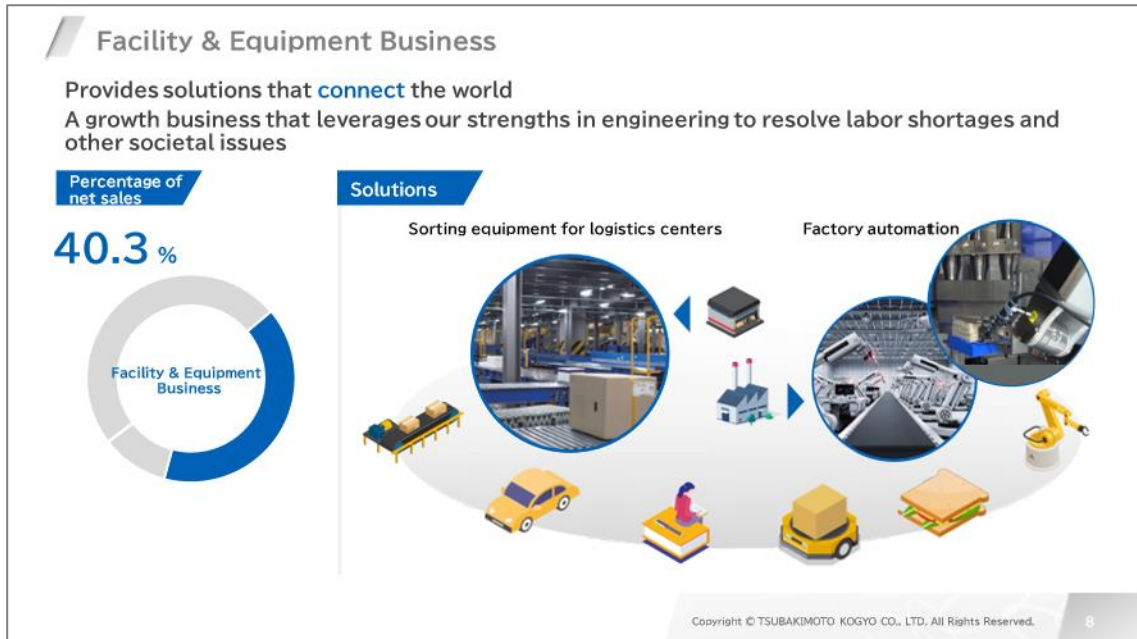 Facility & Equipment Business
Provides solutions that connect the world
A growth business that leverages our strengths in engineering to resolve labor shortages and
other societal issues
Percentage of
net sales
40.3 %
Facility & Equipment
Business
Solutions
Sorting equipment for logistics centers
Factory automation
Copyright © TSUBAKIMOTO KOGYO CO., LTD. All Rights Reserved.
8